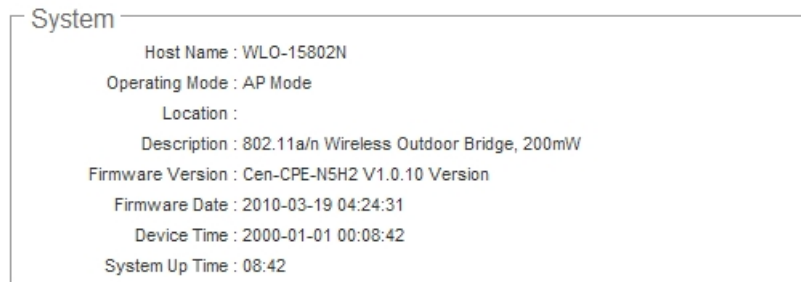 System
Host Name : WLO-15802N
Operating Mode : AP Mode
Location :
Description : 802.11a/n Wireless Outdoor Bridge, 200mW
Firmware Version : Cen-CPE-N5H2 V1.0.10 Version
Firmware Date : 2010-03-19 04:24:31
Device Time : 2000-01-01 00:08:42
System Up Time : 08:42